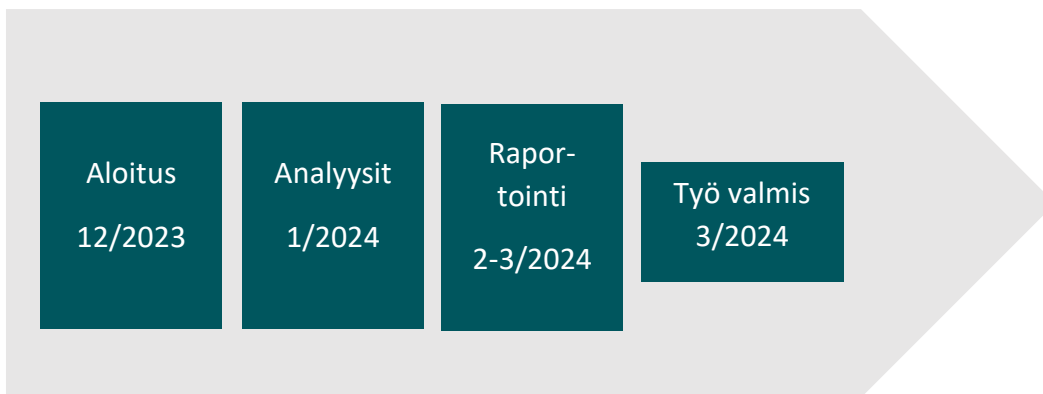 Aloitus
12/2023
Analyysit
1/2024
Rapor-
tointi
2-3/2024
Työ valmis
3/2024